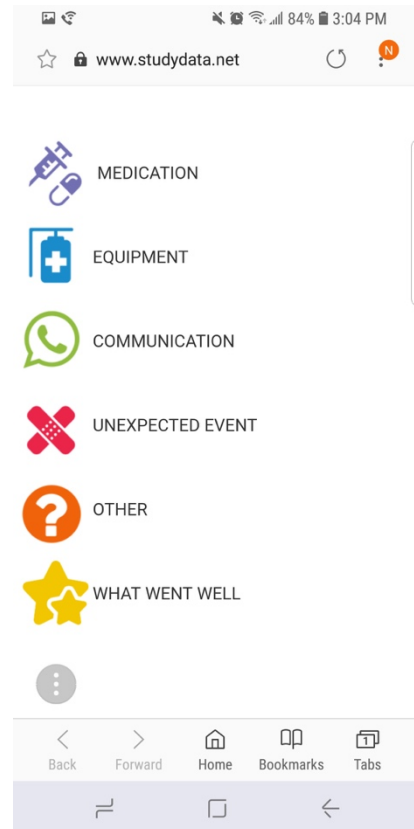 84% 3:04 PM
www.studydata.net
N
MEDICATION
EQUIPMENT
COMMUNICATION
UNEXPECTED EVENT
OTHER
?
WHAT WENT WELL
1
Back Forward Home Bookmarks Tabs